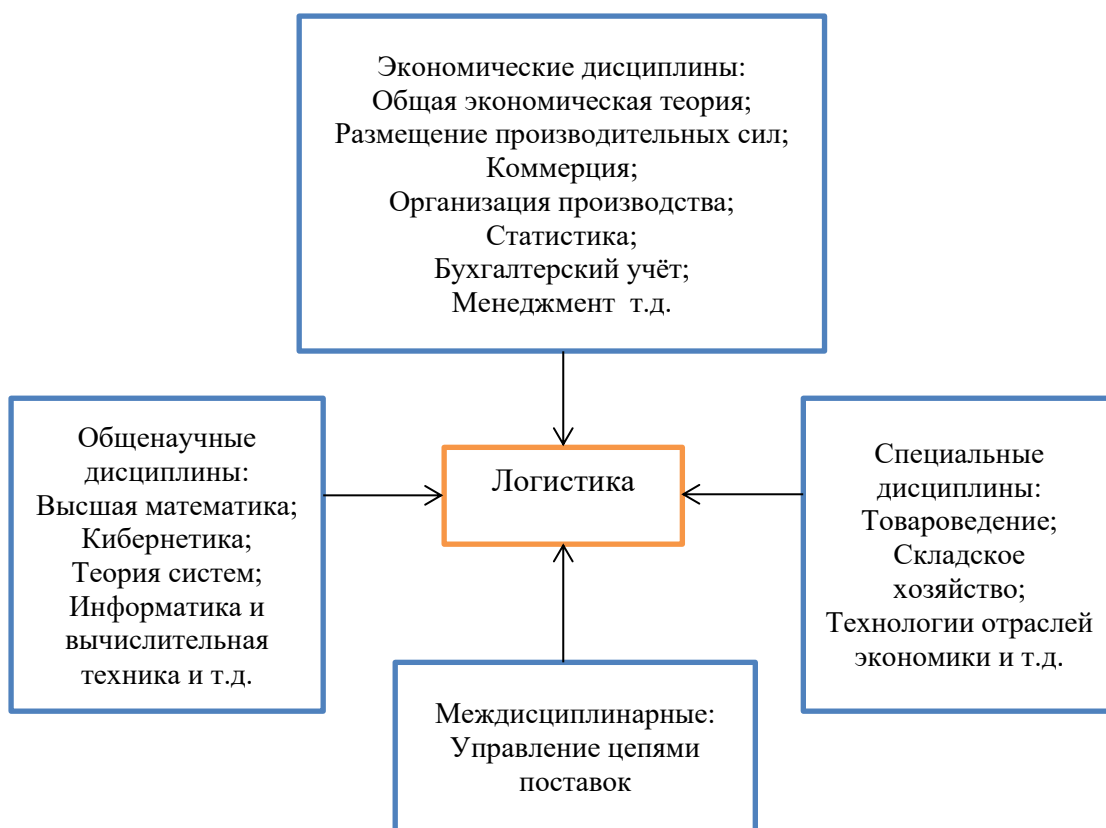 Экономические дисциплины:
Общая экономическая теория;
Размещение производительных сил;
Коммерция;
Организация производства;
Статистика;
Бухгалтерский учёт;
Менеджмент  т.д.
Общенаучные
дисциплины:
Высшая математика;
Кибернетика;
Теория систем;
Информатика и
вычислительная
техника и т.д.
Логистика
Специальные
дисциплины:
Товароведение;
Складское
хозяйство;
Технологии отраслей
экономики и т.д.
Междисциплинарные:
Управление цепями
поставок